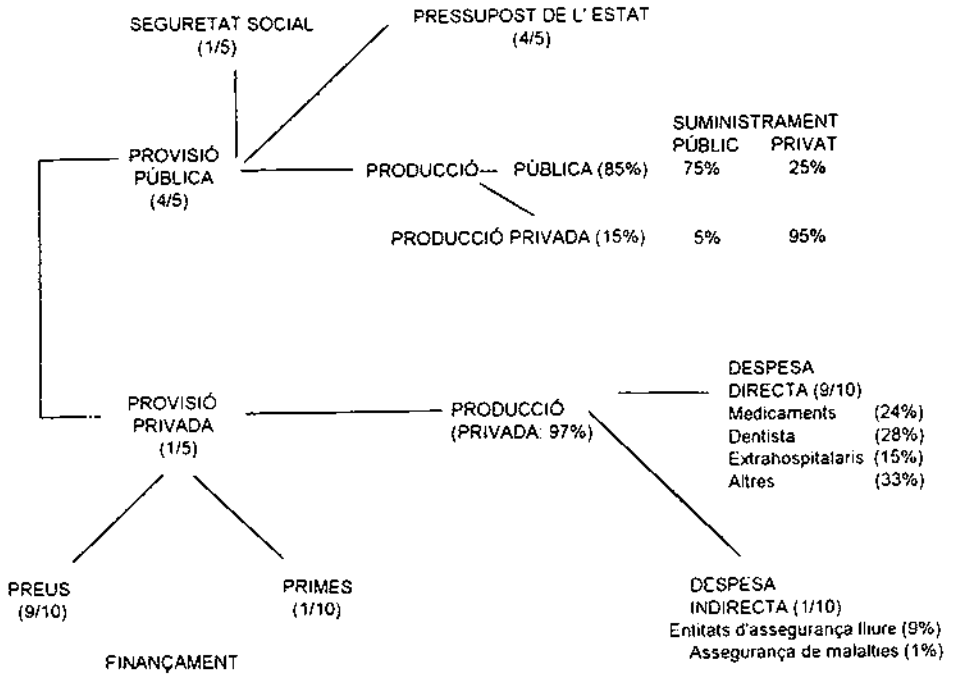 SEGURETAT SOCIAL
(1/5)
PRESSUPOST DE L' ESTAT
(4/5)
SUMINISTRAMENT
PÚBLIC PRIVAT
PROVISIÓ
PÚBLICA
(4/5)
PRODUCCIÓ PÚBLICA (85%) 75% 25%
PRODUCCIÓ PRIVADA (15%) 5% 95%
PROVISIÓ
PRIVADA
(1/5)
PRODUCCIÓ
(PRIVADA: 97%)
DESPESA
DIRECTA (9/10)
Medicaments (24%)
Dentista (28%)
Extrahospitalaris (15%)
Altres (33%)
PREUS
(9/10)
PRIMES
(1/10)
DESPESA
INDIRECTA (1/10)
Entitats d'assegurança lliure (9%)
Assegurança de malalties (1%)
FINANÇAMENT